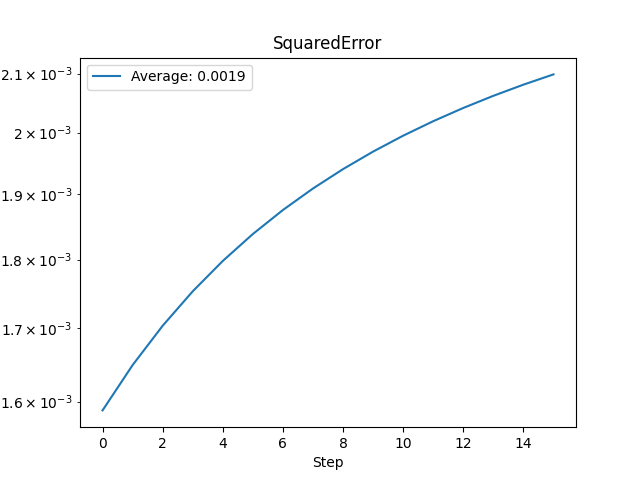 SquaredError
Average: 0.0019
2.1 × 10⁻³
2 × 10⁻³
1.9 × 10⁻³
1.8 × 10⁻³
1.7 × 10⁻³
1.6 × 10⁻³
0 2 4 6 8 10 12 14
Step